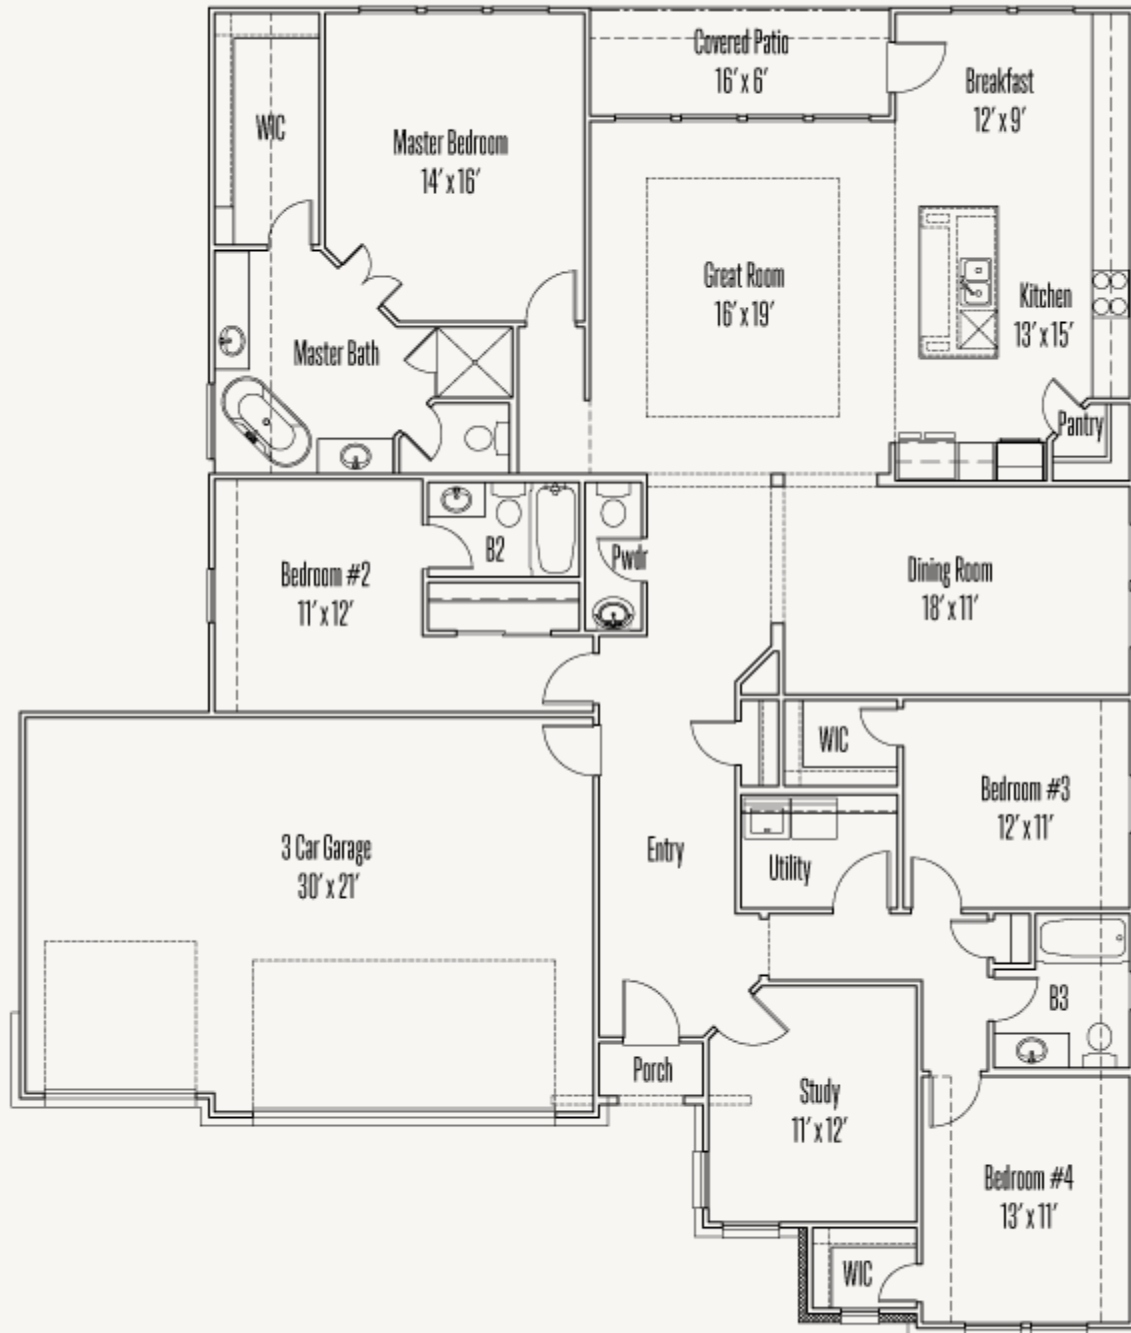 Covered Patio
16' x 6'
Breakfast
12' x 9'
WIC
Master Bedroom
14' x 16'
Great Room
16' x 19'
Kitchen
13' x 15'
Master Bath
Pantry
B2
Pwdr
Bedroom #2
11' x 12'
Dining Room
18' x 11'
WIC
Bedroom #3
12' x 11'
3 Car Garage
30' x 21'
Entry
Utility
B3
Porch
Study
11' x 12'
Bedroom #4
13' x 11'
WIC